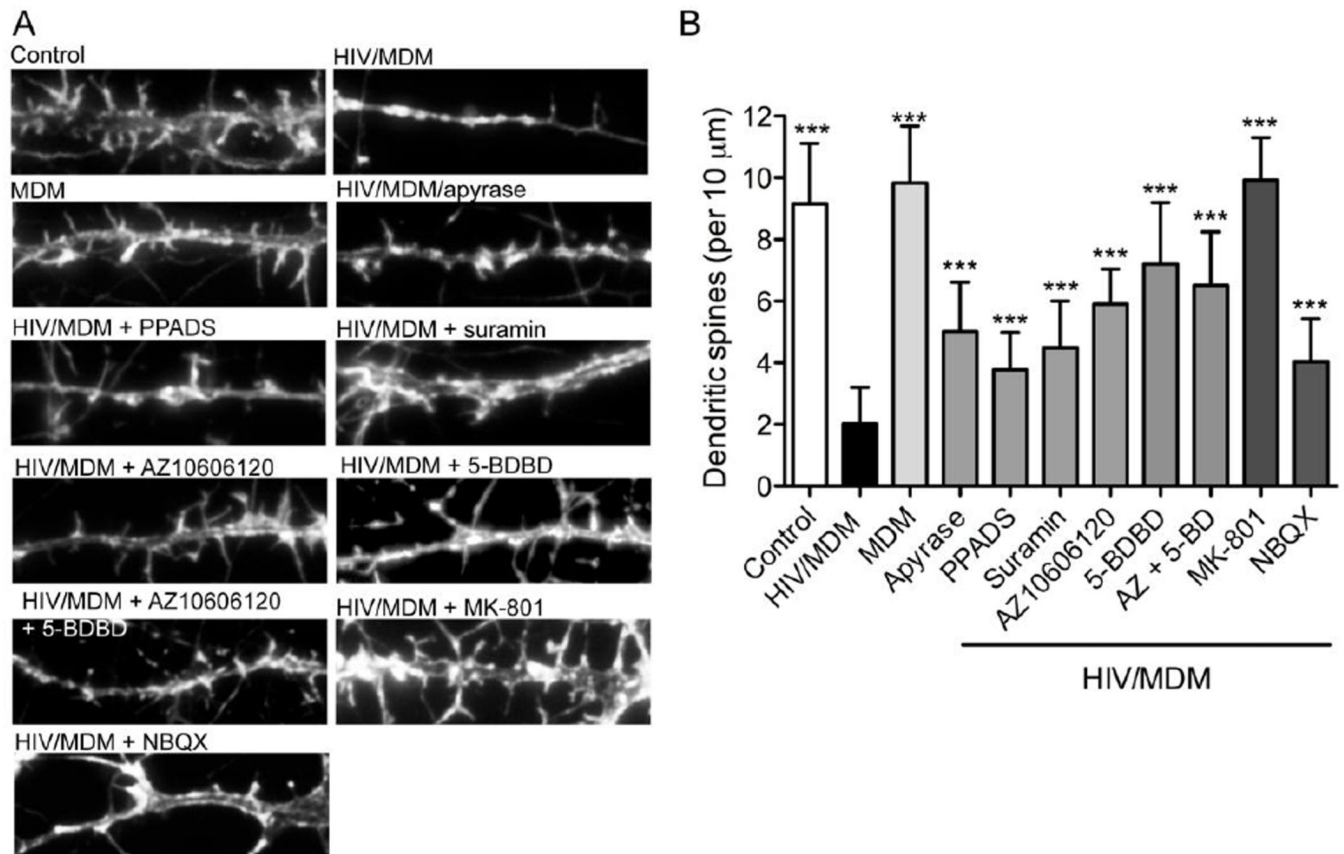 A
Control
HIV/MDM
MDM
HIV/MDM/apyrase
HIV/MDM + PPADS
HIV/MDM + suramin
HIV/MDM + AZ10606120
HIV/MDM + 5-BDBD
HIV/MDM + AZ10606120
+ 5-BDBD
HIV/MDM + MK-801
HIV/MDM + NBQX
B
Dendritic spines (per 10 µm)
12
10
8
6
4
2
0
***
***
***
***
***
***
***
***
***
***
Control
HIV/MDM
MDM
Apyrase
PPADS
Suramin
AZ10606120
5-BDBD
AZ + 5-BD
MK-801
NBQX
HIV/MDM